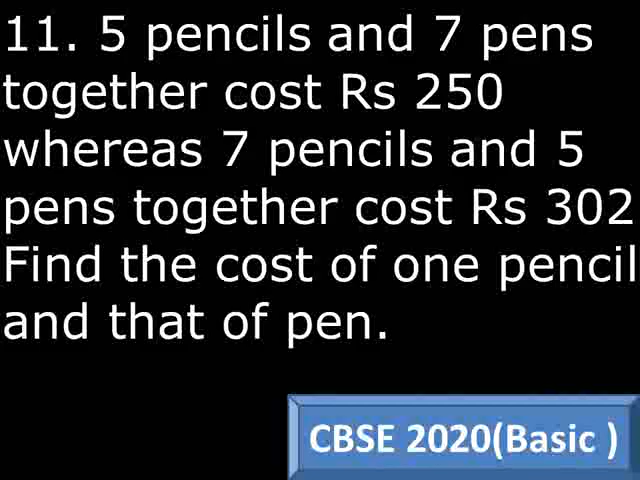 11. 5 pencils and 7 pens
together cost Rs 250
whereas 7 pencils and 5
pens together cost Rs 302
Find the cost of one pencil
and that of pen.
CBSE 2020(Basic )